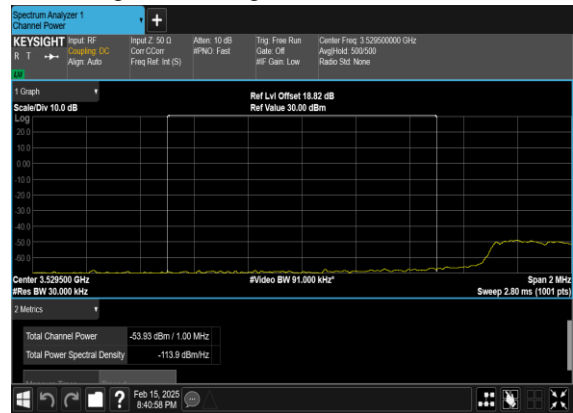 Spectrum Analyzer 1
Channel Power
+
KEYSIGHT
R T
LW
Input: RF
Coupling: DC
Align: Auto
Input Z: 50 Ω
Corr CCorr
Freq Ref: Int (S)
Atten: 10 dB
#PNO: Fast
Trig: Free Run
Gate: Off
#IF Gain: Low
Center Freq: 3.529500000 GHz
Avg|Hold: 500/500
Radio Std: None
1 Graph
Scale/Div 10.0 dB
Ref Lvl Offset 18.82 dB
Ref Value 30.00 dBm
Log
20.0
10.0
0.00
-10.0
-20.0
-30.0
-40.0
-50.0
-60.0
Center 3.529500 GHz
#Res BW 30.000 kHz
#Video BW 91.000 kHz*
Span 2 MHz
Sweep 2.80 ms (1001 pts)
2 Metrics
Total Channel Power -53.93 dBm / 1.00 MHz
Total Power Spectral Density -113.9 dBm/Hz
?
Feb 15, 2025
8:40:58 PM